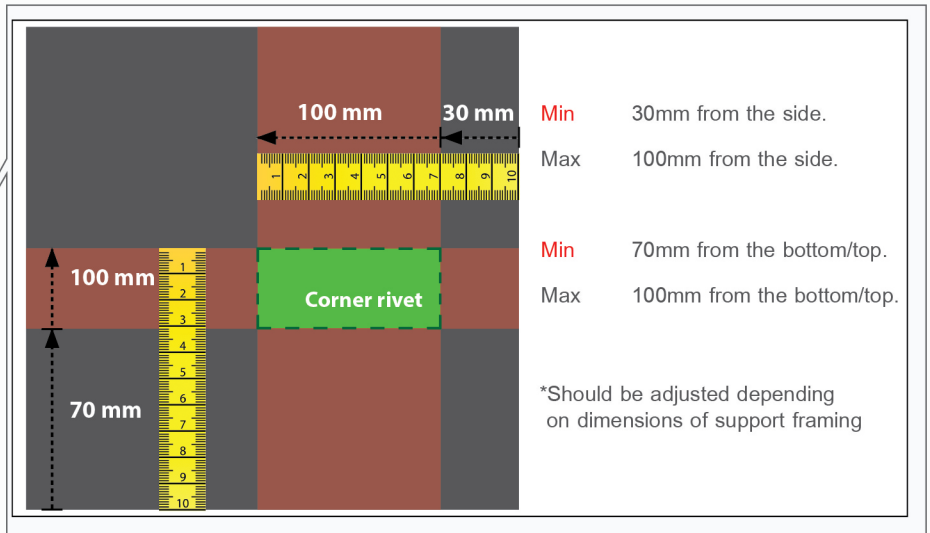 100 mm
30 mm
1 2 3 4 5 6 7 8 9 10
Min 30mm from the side.
Max 100mm from the side.
100 mm
1
2
3
4
5
6
7
8
9
10
Corner rivet
70 mm
Min 70mm from the bottom/top.
Max 100mm from the bottom/top.
*Should be adjusted depending
on dimensions of support framing